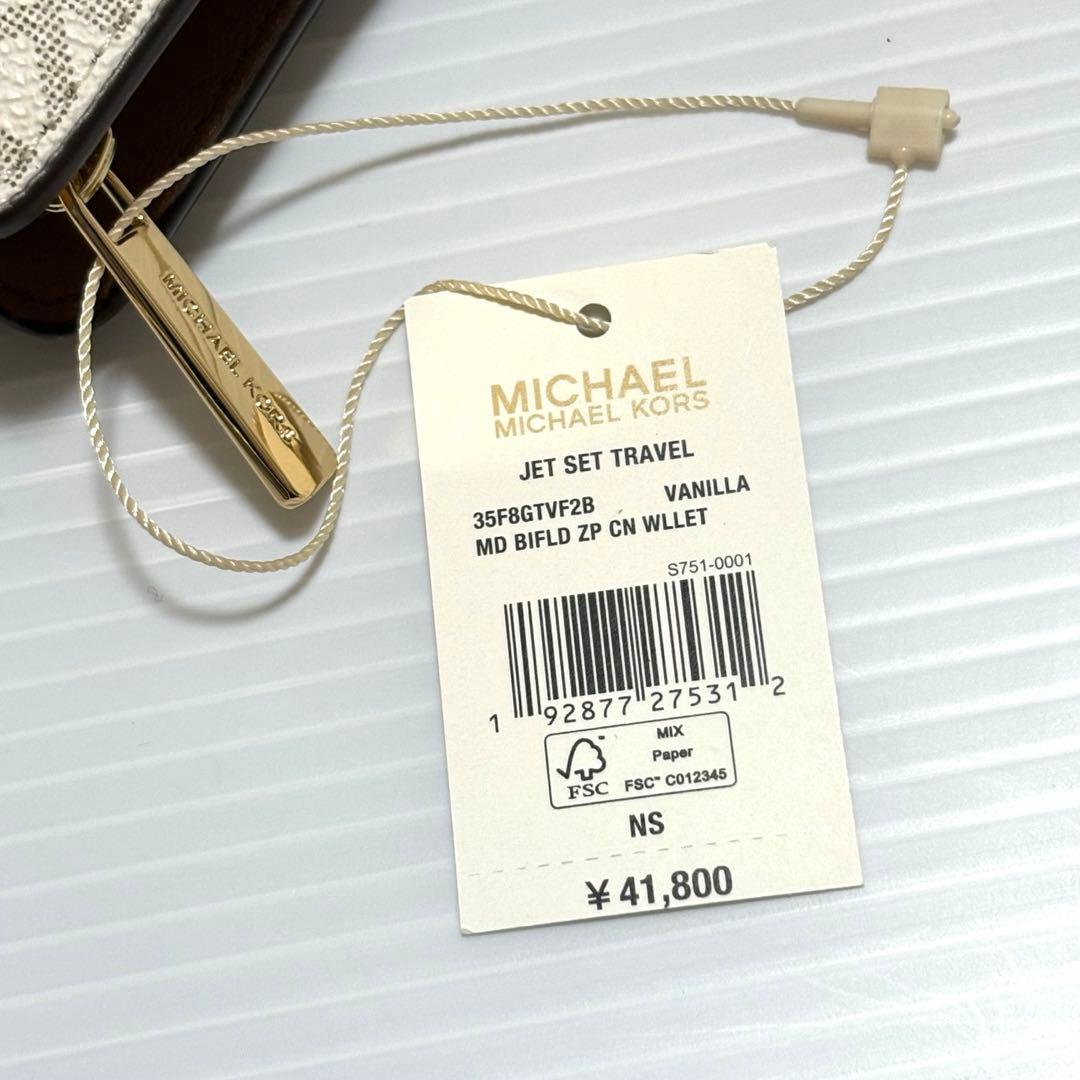 MICHAEL KORS
MICHAEL
MICHAEL KORS
JET SET TRAVEL
35F8GTVF2B VANILLA
MD BIFLD ZP CN WLLET
S751-0001
1 92877 27531 2
MIX
Paper
FSC
FSC™ C012345
NS
¥41,800